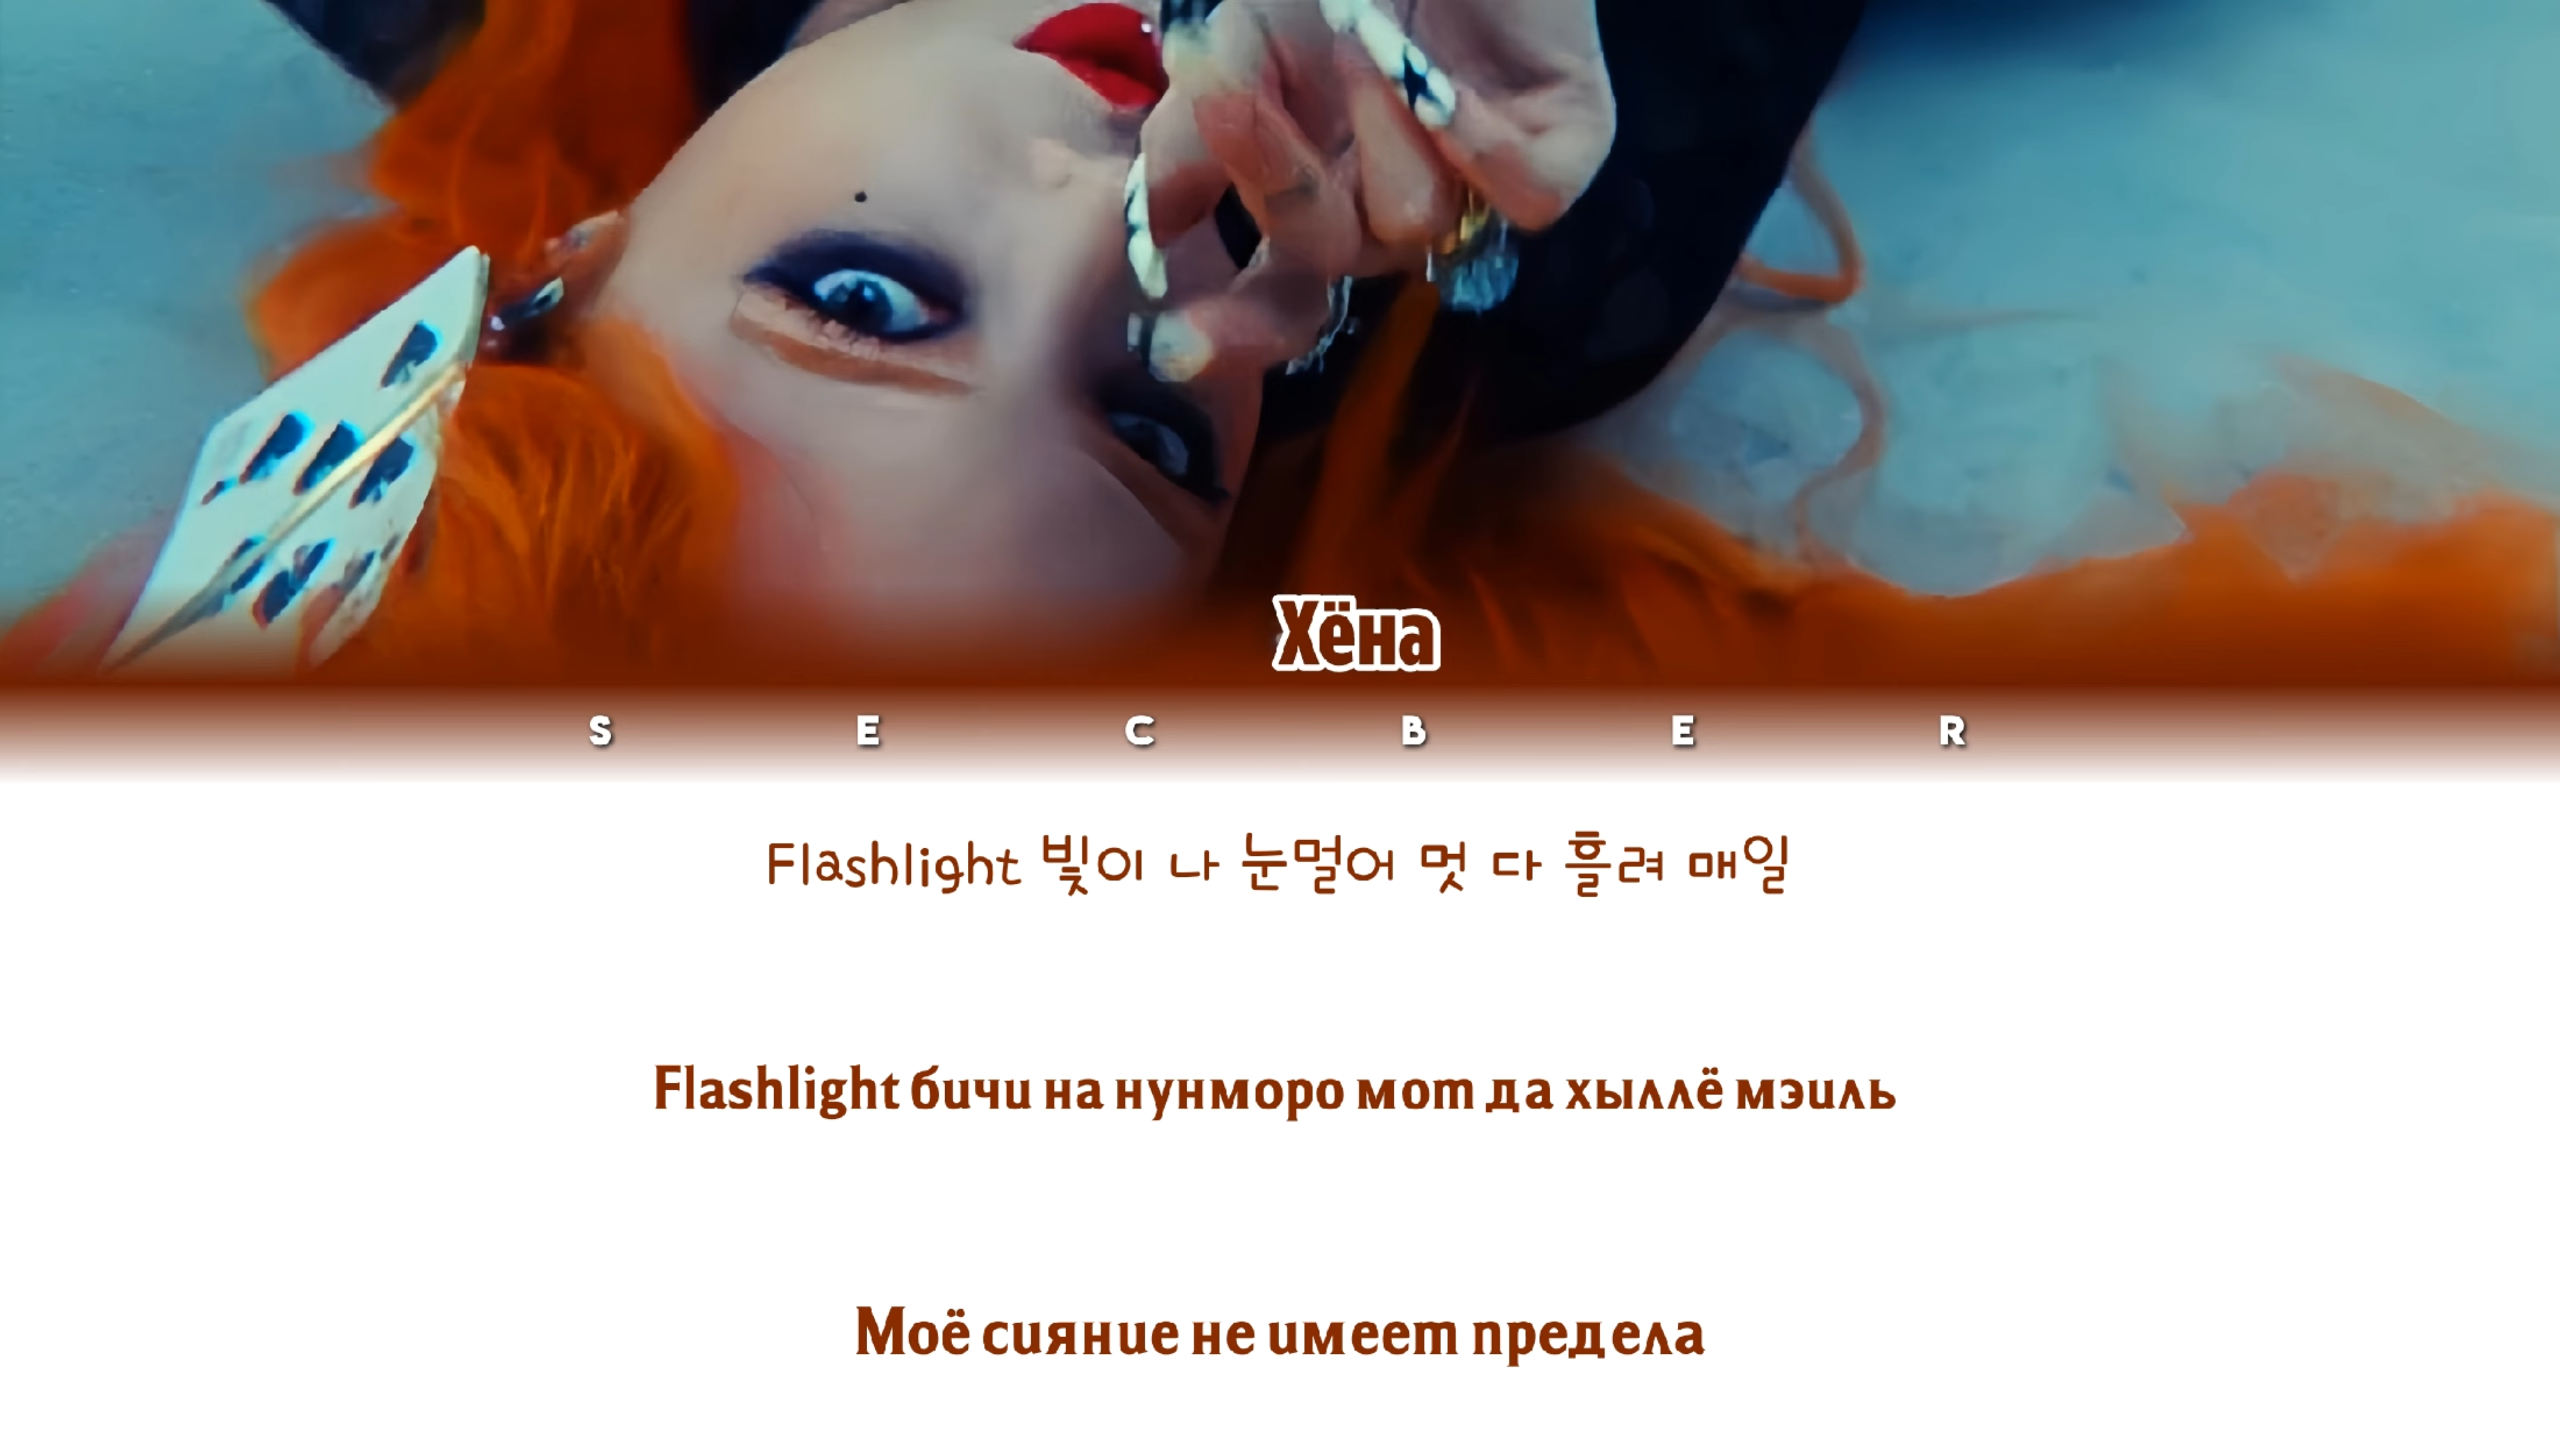 Хёна
S E C B E R
Flashlight 빛이 나 눈멀어 멋 다 흘려 매일
Flashlight бичи на нунморо мот да хыллё мэиль
Моё сияние не имеет предела